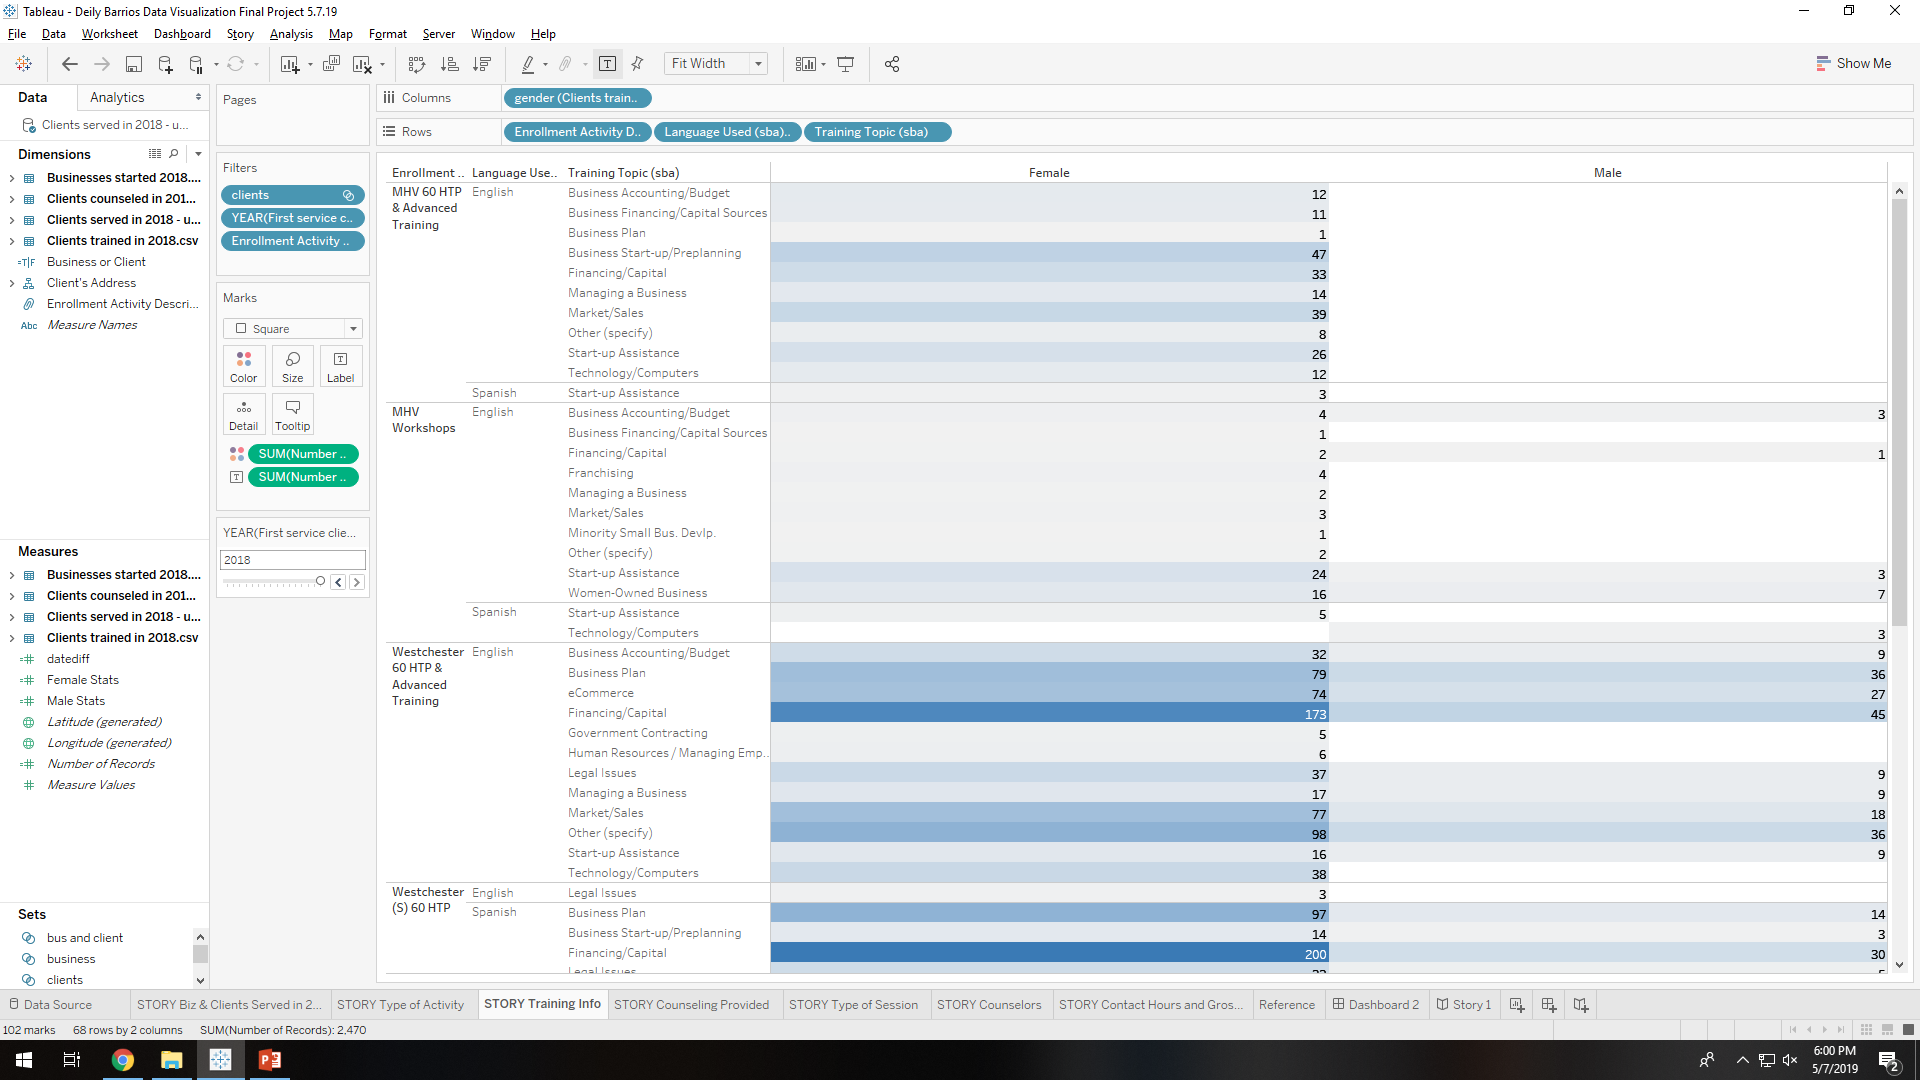 Tableau - Deily Barrios Data Visualization Final Project 5.7.19
File Data Worksheet Dashboard Story Analysis Map Format Server Window Help
Fit Width
Show Me
Data Analytics
Clients served in 2018 - u...
Dimensions
Businesses started 2018....
Clients counseled in 201...
Clients served in 2018 - u...
Clients trained in 2018.csv
=T|F Business or Client
Client's Address
Enrollment Activity Descri...
Abc Measure Names
Measures
Businesses started 2018....
Clients counseled in 201...
Clients served in 2018 - u...
Clients trained in 2018.csv
datediff
Female Stats
Male Stats
Latitude (generated)
Longitude (generated)
Number of Records
Measure Values
Sets
bus and client
business
clients
Pages
Filters
clients
YEAR(First service c..
Enrollment Activity ..
Marks
Square
Color Size Label
Detail Tooltip
SUM(Number ..
SUM(Number ..
YEAR(First service clie...
2018
Columns gender (Clients train..
Rows Enrollment Activity D.. Language Used (sba).. Training Topic (sba)
Enrollment .. Language Use.. Training Topic (sba) Female Male
MHV 60 HTP & Advanced Training English Business Accounting/Budget 12
Business Financing/Capital Sources 11
Business Plan 1
Business Start-up/Preplanning 47
Financing/Capital 33
Managing a Business 14
Market/Sales 39
Other (specify) 8
Start-up Assistance 26
Technology/Computers 12
Spanish Start-up Assistance 3
MHV Workshops English Business Accounting/Budget 4 3
Business Financing/Capital Sources 1
Financing/Capital 2 1
Franchising 4
Managing a Business 2
Market/Sales 3
Minority Small Bus. Devlp. 1
Other (specify) 2
Start-up Assistance 24 3
Women-Owned Business 16 7
Spanish Start-up Assistance 5
Technology/Computers 3
Westchester 60 HTP & Advanced Training English Business Accounting/Budget 32 9
Business Plan 79 36
eCommerce 74 27
Financing/Capital 173 45
Government Contracting 5
Human Resources / Managing Emp.. 6
Legal Issues 37 9
Managing a Business 17 9
Market/Sales 77 18
Other (specify) 98 36
Start-up Assistance 16 9
Technology/Computers 38
Westchester (S) 60 HTP English Legal Issues 3
Spanish Business Plan 97 14
Business Start-up/Preplanning 14 3
Financing/Capital 200 30
Legal Issues
Data Source STORY Biz & Clients Served in 2... STORY Type of Activity STORY Training Info STORY Counseling Provided STORY Type of Session STORY Counselors STORY Contact Hours and Gros... Reference Dashboard 2 Story 1
102 marks 68 rows by 2 columns SUM(Number of Records): 2,470
6:00 PM
5/7/2019
2